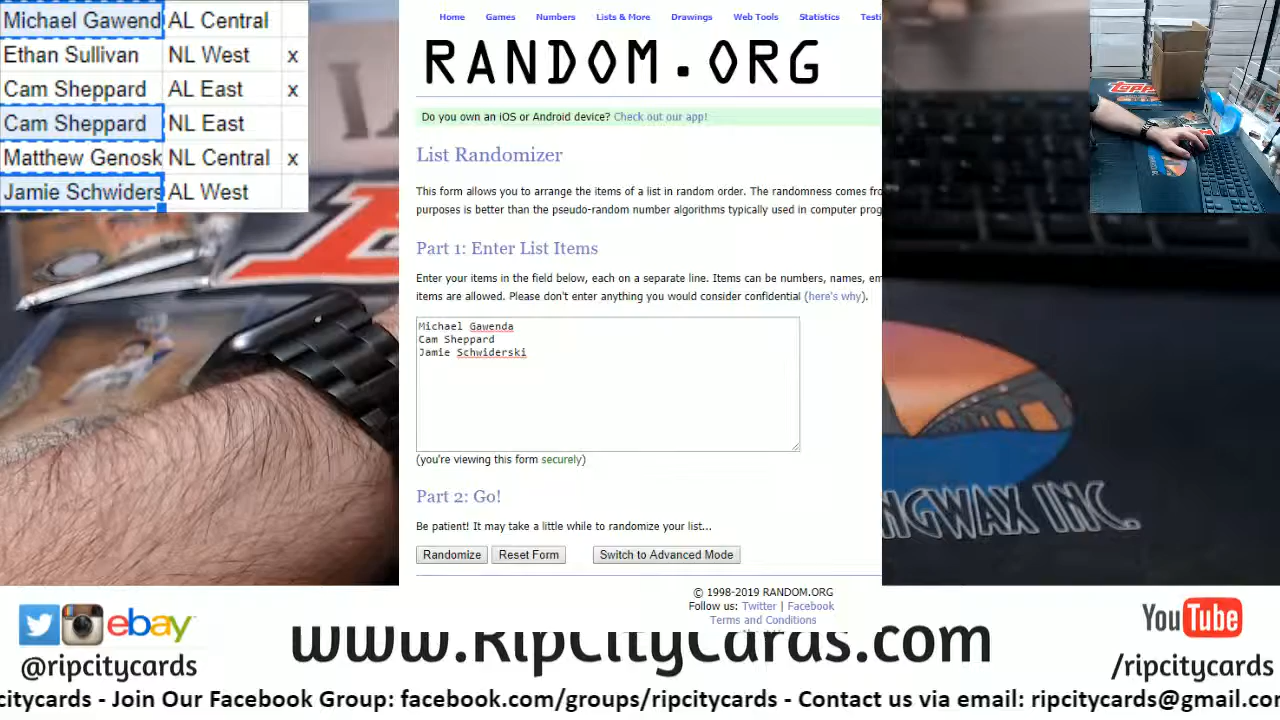 Michael Gawend AL Central
Ethan Sullivan NL West x
Cam Sheppard AL East x
Cam Sheppard NL East
Matthew Genosk NL Central x
Jamie Schwiders AL West
Home Games Numbers Lists & More Drawings Web Tools Statistics Testi
RANDOM.ORG
Do you own an iOS or Android device? Check out our app!
List Randomizer
This form allows you to arrange the items of a list in random order. The randomness comes fro
purposes is better than the pseudo-random number algorithms typically used in computer prog
Part 1: Enter List Items
Enter your items in the field below, each on a separate line. Items can be numbers, names, em
items are allowed. Please don't enter anything you would consider confidential (here's why).
Michael Gawenda
Cam Sheppard
Jamie Schwiderski
(you're viewing this form securely)
Part 2: Go!
Be patient! It may take a little while to randomize your list...
Randomize Reset Form Switch to Advanced Mode
© 1998-2019 RANDOM.ORG
Follow us: Twitter | Facebook
Terms and Conditions
NGWAX INC.
ebay
@ripcitycards
www.RipCityCards.com
YouTube
/ripcitycards
citycards - Join Our Facebook Group: facebook.com/groups/ripcitycards - Contact us via email: ripcitycards@gmail.co